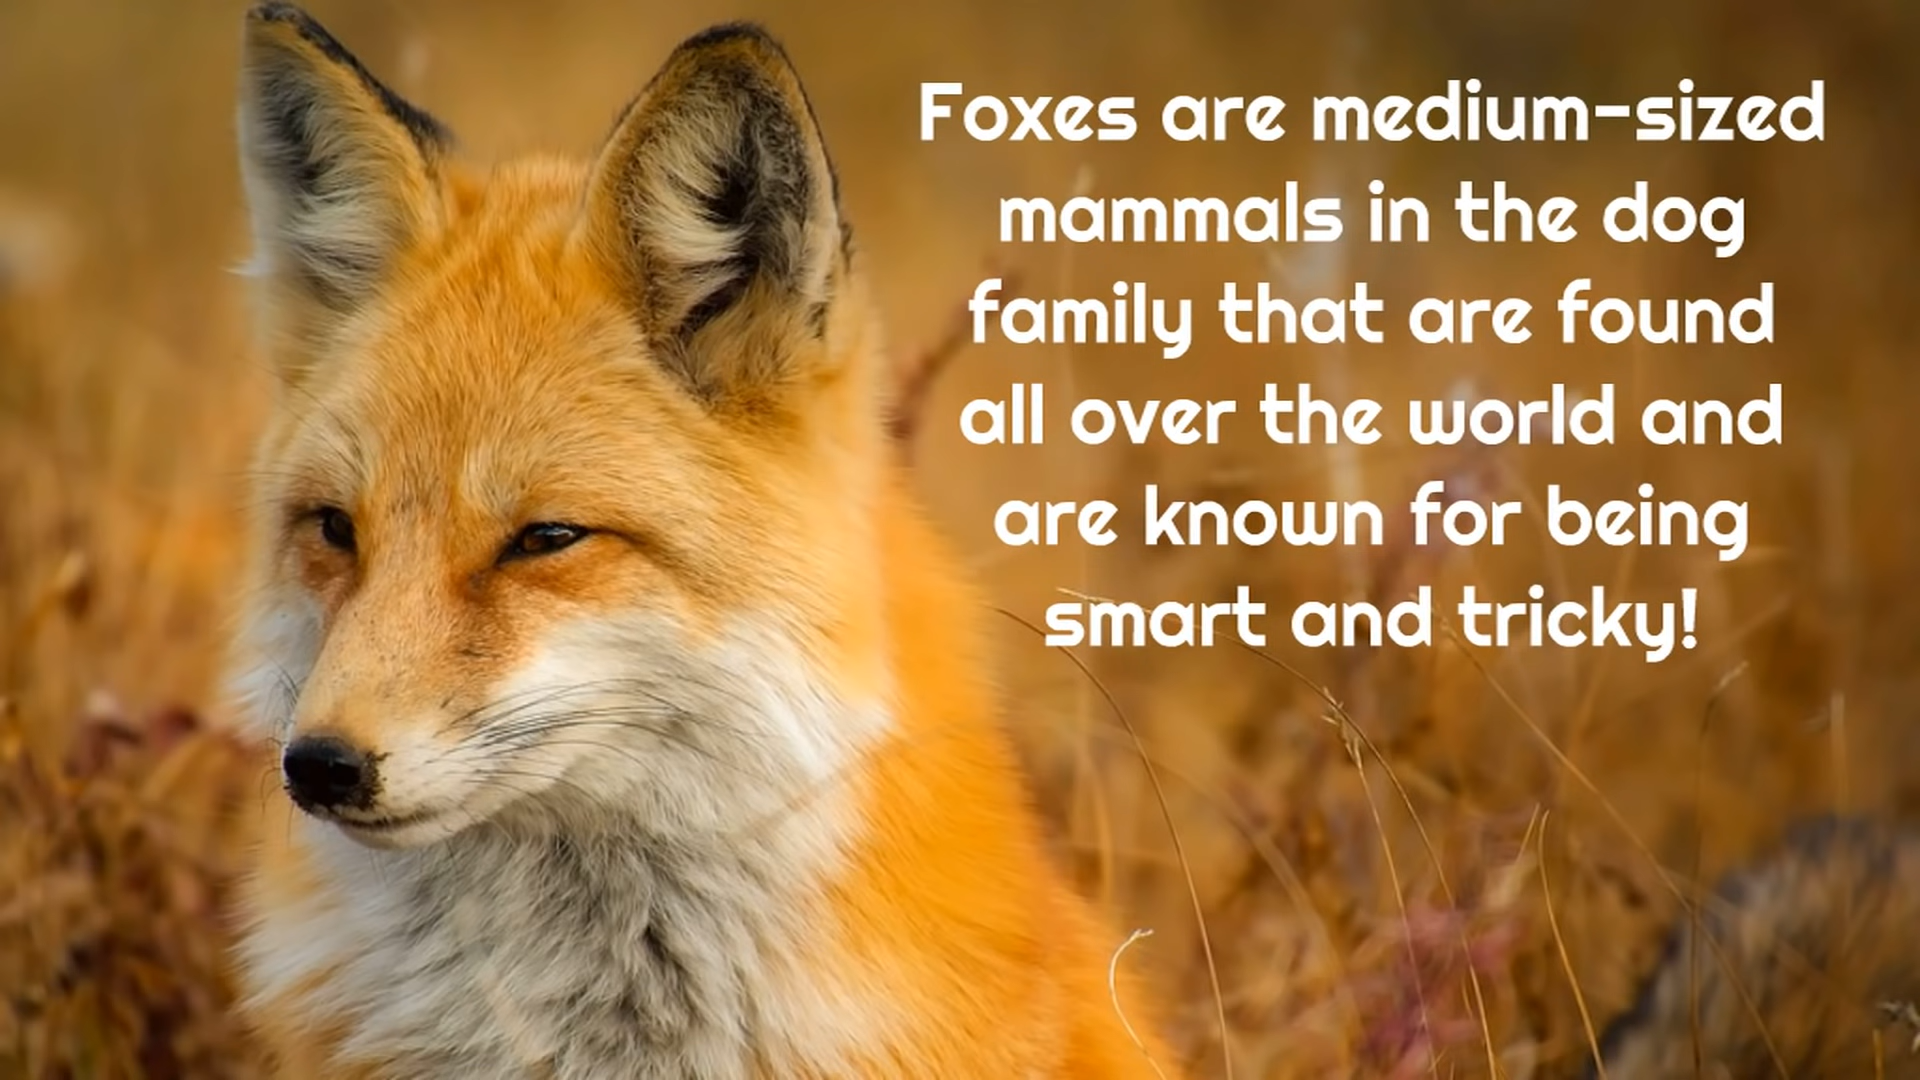 Foxes are medium-sized
mammals in the dog
family that are found
all over the world and
are known for being
smart and tricky!